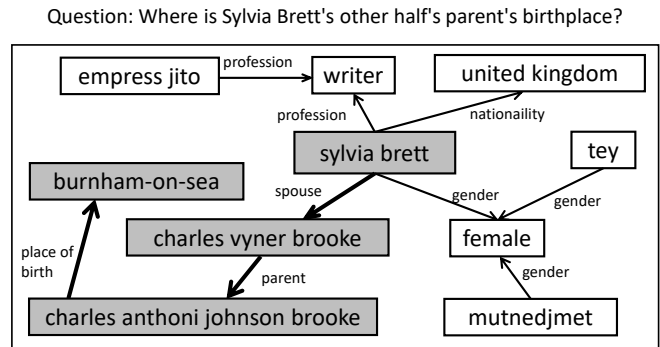 Question: Where is Sylvia Brett's other half's parent's birthplace?
empress jito
profession
writer
united kingdom
profession
nationaility
sylvia brett
tey
burnham-on-sea
spouse
gender
gender
charles vyner brooke
female
place of
birth
parent
gender
charles anthoni johnson brooke
mutnedjmet